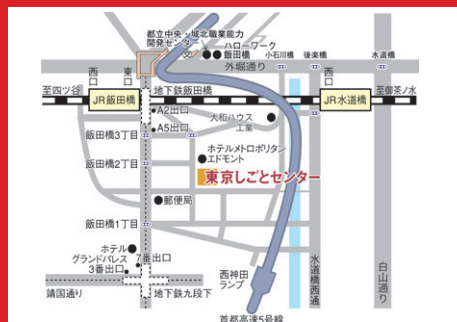 都立中央・城北職業能力
開発センター
ハローワーク
飯田橋
小石川橋
後楽橋
水道橋
外堀通り
西口
東口
西口
至四ツ谷
JR飯田橋
地下鉄飯田橋
JR水道橋
至御茶ノ水
A2出口
A5出口
大和ハウス
工業
飯田橋3丁目
飯田橋2丁目
ホテルメトロポリタン
エドモント
東京しごとセンター
郵便局
飯田橋1丁目
ホテル
グランドパレス
7番出口
3番出口
西神田
ランプ
水道橋西通
白山通り
靖国通り
地下鉄九段下
首都高速5号線